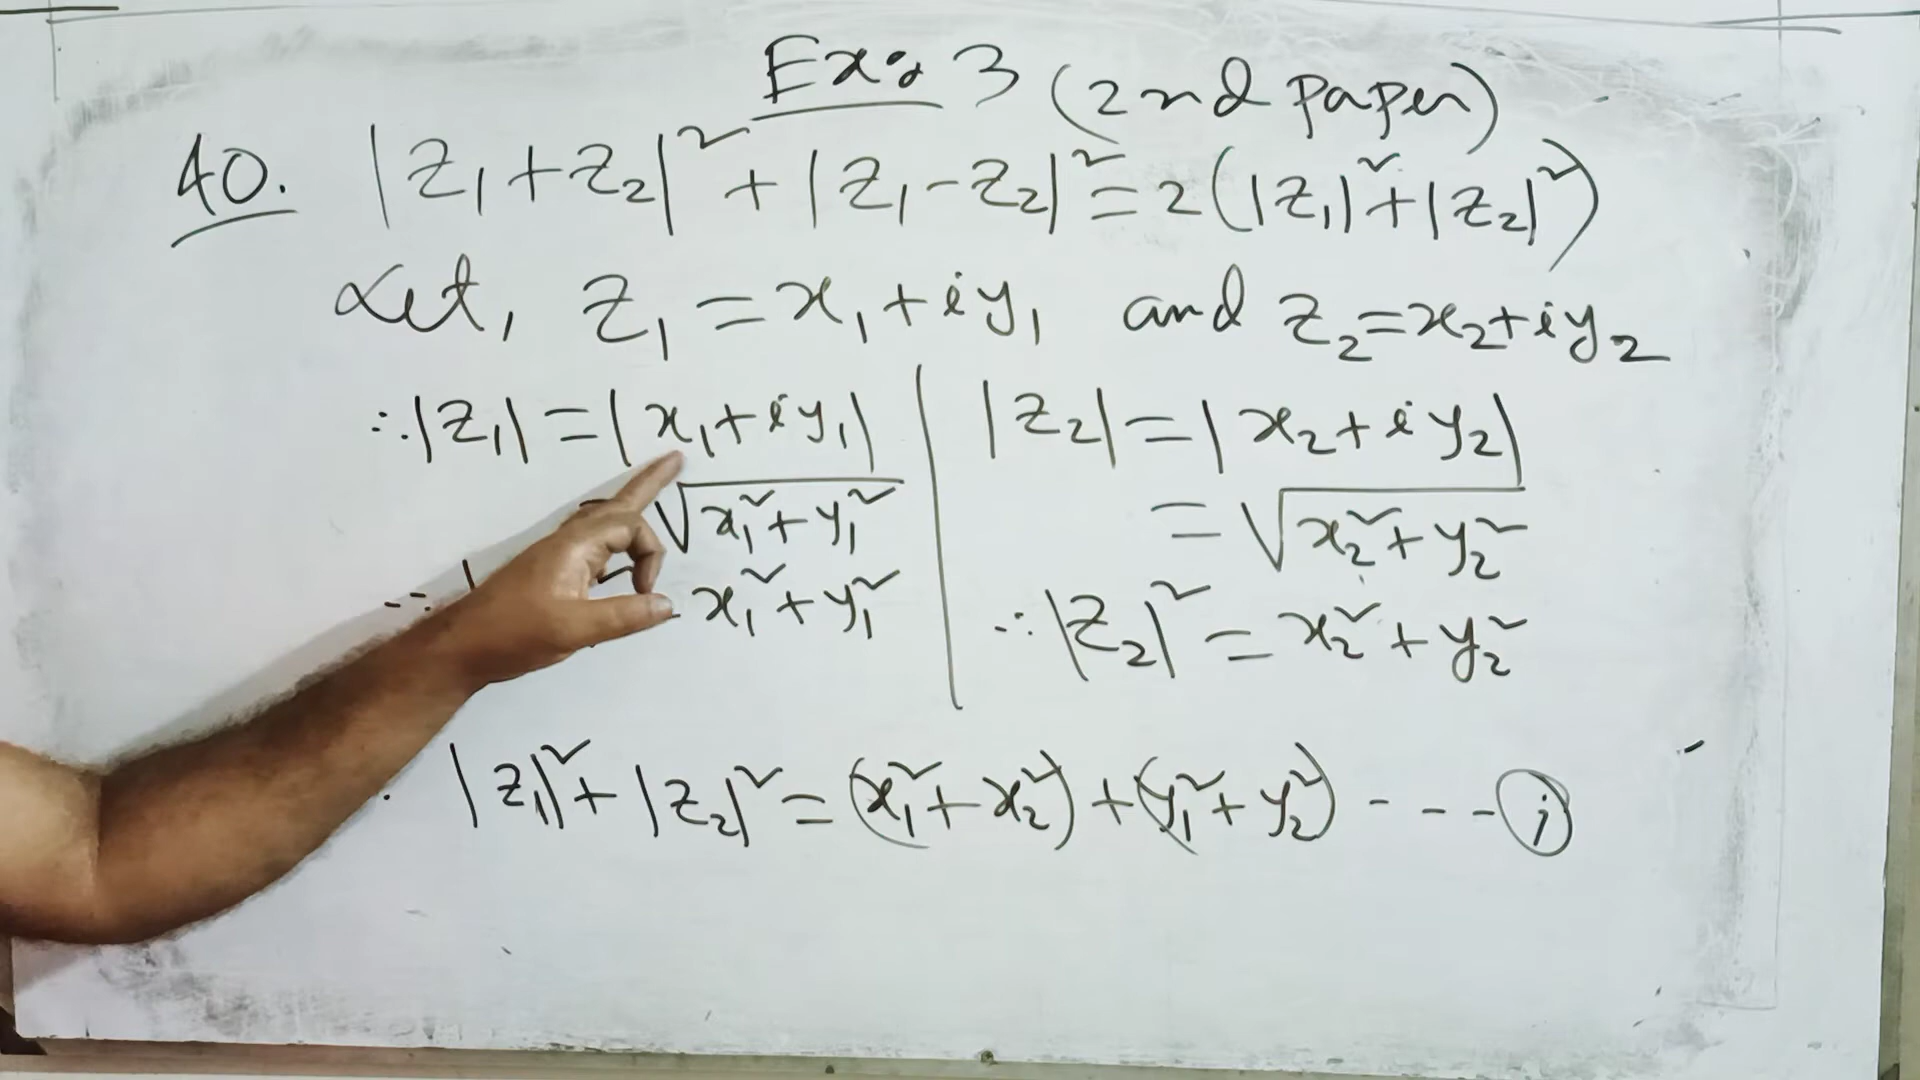 Ex: 3 (2nd paper)
40. |z₁+z₂|² + |z₁-z₂|² = 2(|z₁|²+|z₂|²)
Let, z₁ = x₁+iy₁ and z₂=x₂+iy₂
∴|z₁| = |x₁+iy₁|
√x₁²+y₁²
∴ x₁²+y₁²
|z₂| = |x₂+iy₂|
= √x₂²+y₂²
∴|z₂|² = x₂²+y₂²
|z₁|²+|z₂|² = (x₁²+x₂²)+(y₁²+y₂²) - - - (i)